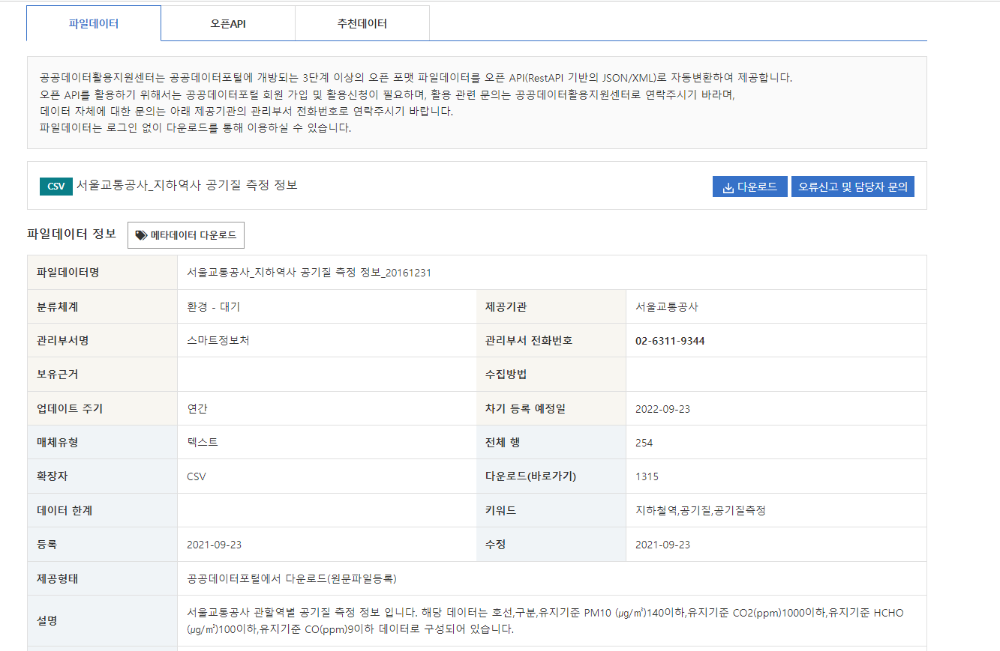 파일데이터
오픈API
추천데이터
공공데이터활용지원센터는 공공데이터포털에 개방되는 3단계 이상의 오픈 포맷 파일데이터를 오픈 API(RestAPI 기반의 JSON/XML)로 자동변환하여 제공합니다.
오픈 API를 활용하기 위해서는 공공데이터포털 회원 가입 및 활용신청이 필요하며, 활용 관련 문의는 공공데이터활용지원센터로 연락주시기 바라며,
데이터 자체에 대한 문의는 아래 제공기관의 관리부서 전화번호로 연락주시기 바랍니다.
파일데이터는 로그인 없이 다운로드를 통해 이용하실 수 있습니다.
CSV 서울교통공사_지하역사 공기질 측정 정보
다운로드
오류신고 및 담당자 문의
파일데이터 정보
메타데이터 다운로드
파일데이터명 서울교통공사_지하역사 공기질 측정 정보_20161231
분류체계 환경 - 대기 제공기관 서울교통공사
관리부서명 스마트정보처 관리부서 전화번호 02-6311-9344
보유근거 수집방법
업데이트 주기 연간 차기 등록 예정일 2022-09-23
매체유형 텍스트 전체 행 254
확장자 CSV 다운로드(바로가기) 1315
데이터 한계 키워드 지하철역,공기질,공기질측정
등록 2021-09-23 수정 2021-09-23
제공형태 공공데이터포털에서 다운로드(원문파일등록)
설명 서울교통공사 관할역별 공기질 측정 정보 입니다. 해당 데이터는 호선,구분,유지기준 PM10 (㎍/㎥)140이하,유지기준 CO2(ppm)1000이하,유지기준 HCHO
(㎍/㎥)100이하,유지기준 CO(ppm)9이하 데이터로 구성되어 있습니다.